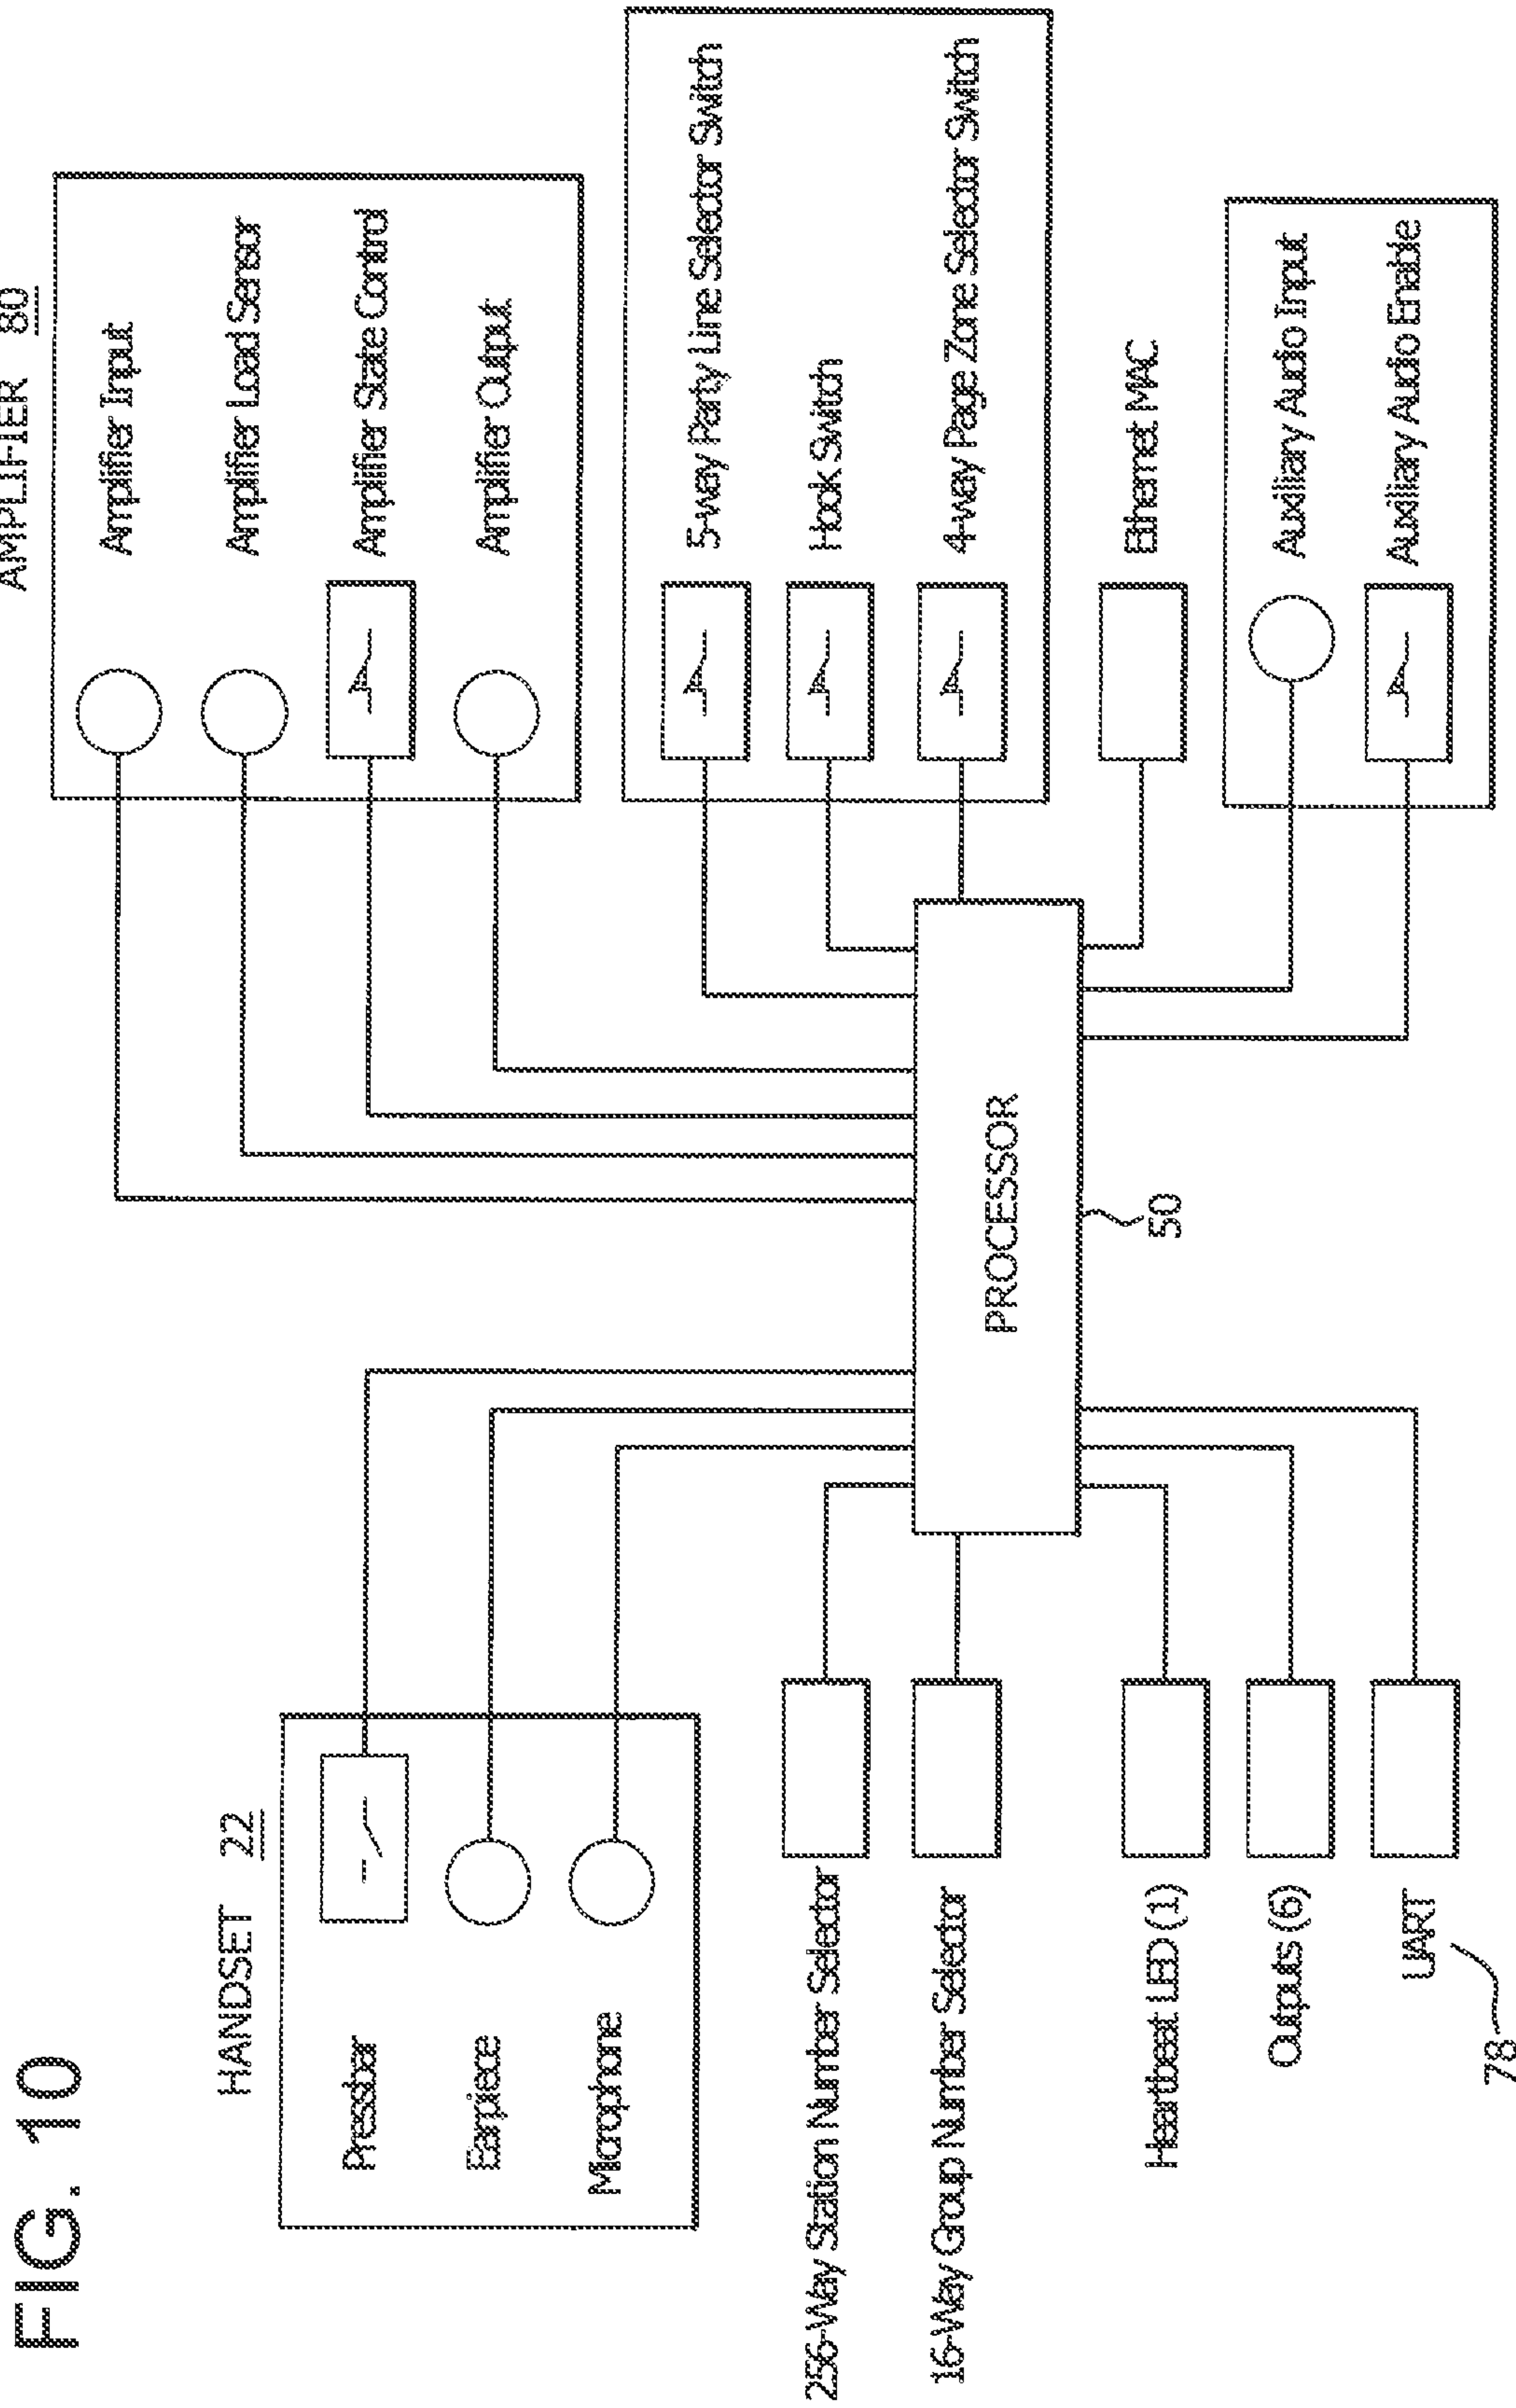 FIG. 10
HANDSET 22
Pressbar
Earpiece
Microphone
256-Way Station Number Selector
16-Way Group Number Selector
Heartbeat LED (1)
Outputs (6)
UART
78
PROCESSOR
50
AMPLIFIER 80
Amplifier Input
Amplifier Load Sensor
Amplifier State Control
Amplifier Output
5-way Party Line Selector Switch
Hook Switch
4-way Page Zone Selector Switch
Ethernet MAC
Auxiliary Audio Input
Auxiliary Audio Enable